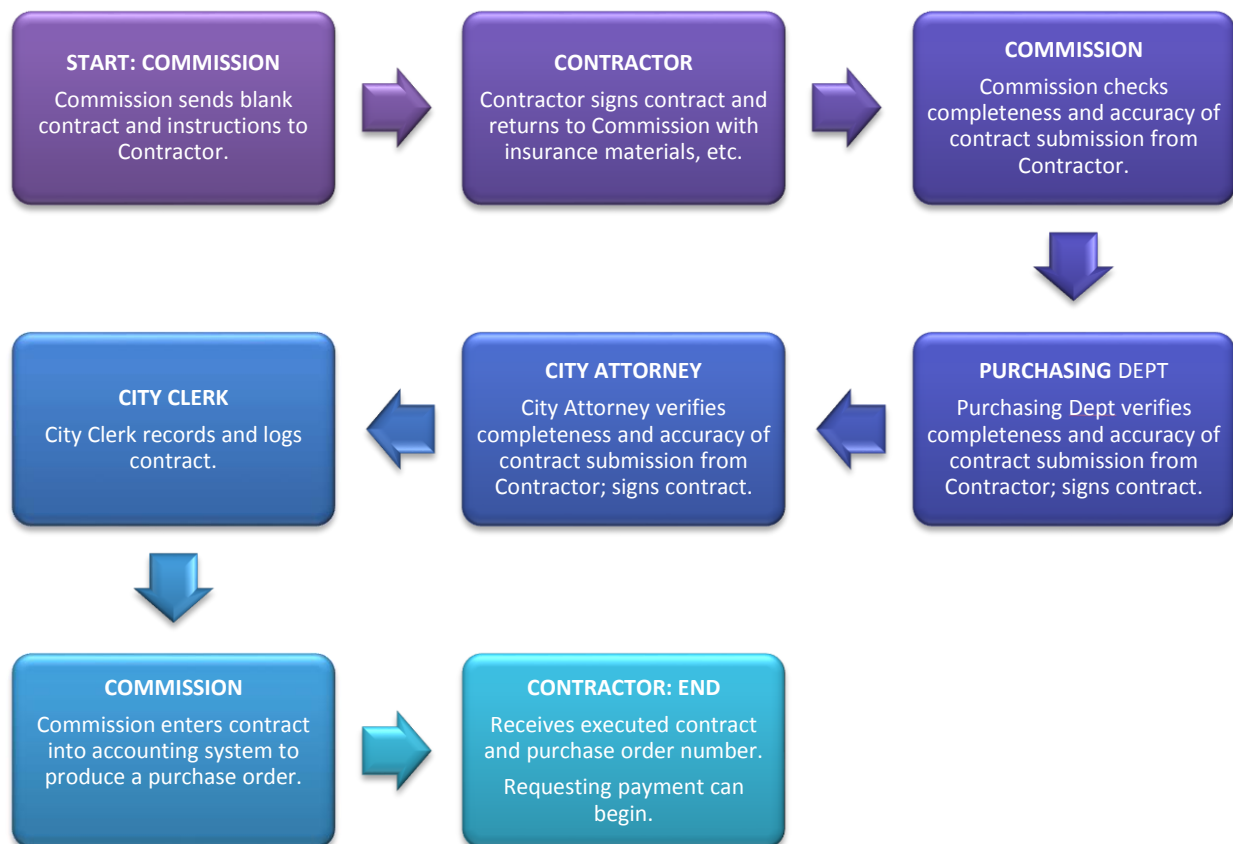 START: COMMISSION
Commission sends blank
contract and instructions to
Contractor.
CONTRACTOR
Contractor signs contract and
returns to Commission with
insurance materials, etc.
COMMISSION
Commission checks
completeness and accuracy of
contract submission from
Contractor.
PURCHASING DEPT
Purchasing Dept verifies
completeness and accuracy of
contract submission from
Contractor; signs contract.
CITY ATTORNEY
City Attorney verifies
completeness and accuracy of
contract submission from
Contractor; signs contract.
CITY CLERK
City Clerk records and logs
contract.
COMMISSION
Commission enters contract
into accounting system to
produce a purchase order.
CONTRACTOR: END
Receives executed contract
and purchase order number.
Requesting payment can
begin.